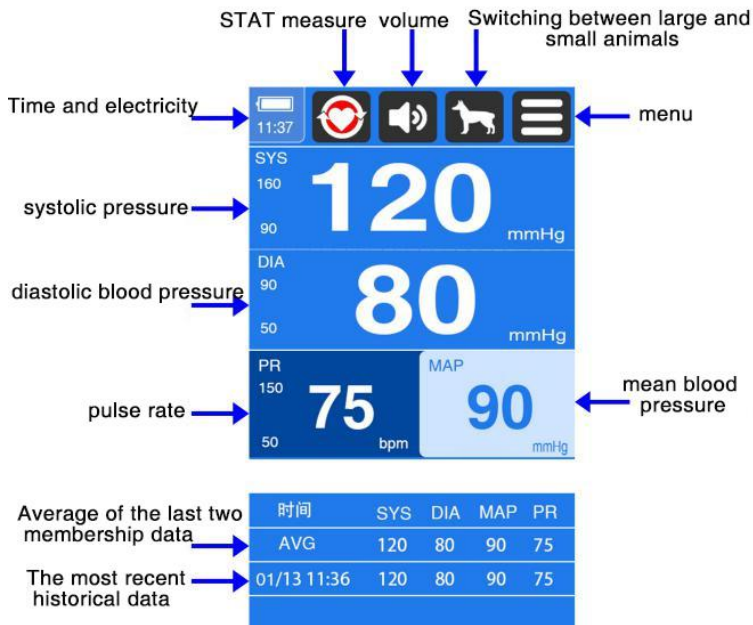 STAT measure
volume
Switching between large and
small animals
Time and electricity
11:37
menu
SYS
160
systolic pressure
120
90
mmHg
DIA
90
diastolic blood pressure
80
50
mmHg
PR
150
pulse rate
75
50
bpm
MAP
90
mmHg
mean blood
pressure
Average of the last two
membership data
时间 SYS DIA MAP PR
AVG 120 80 90 75
The most recent
historical data
01/13 11:36 120 80 90 75